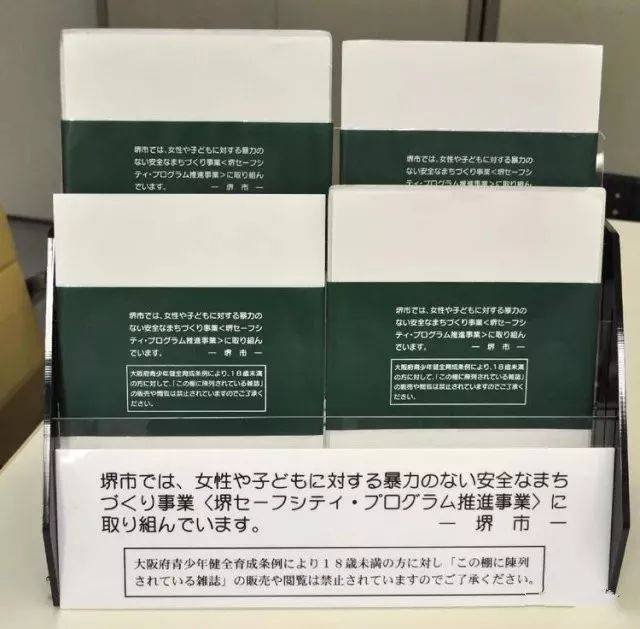 堺市では、女性や子どもに対する暴力の
ない安全なまちづくり事業<堺セーフシ
ティ・プログラム推進事業>に取り組ん
でいます。 ― 堺 市 ―
堺市では、女性や子どもに対する暴力の
ない安全なまちづくり事業<堺セーフシ
ティ・プログラム推進事業>に取り組ん
堺市では、女性や子どもに対する暴力の
ない安全なまちづくり事業<堺セーフシ
ティ・プログラム推進事業>に取り組ん
でいます。 ― 堺 市 ―
大阪府青少年健全育成条例により、18歳未満
の方に対して、「この棚に陳列されている雑誌」
の販売や閲覧は禁止されていますのでご了承く
ださい。
堺市では、女性や子どもに対する暴力の
ない安全なまちづくり事業<堺セーフシ
ティ・プログラム推進事業>に取り組ん
でいます。 ― 堺 市 ―
大阪府青少年健全育成条例により、18歳未満
の方に対して、「この棚に陳列されている雑誌」
の販売や閲覧は禁止されていますのでご了承く
ださい。
堺市では、女性や子どもに対する暴力のない安全なまち
づくり事業〈堺セーフシティ・プログラム推進事業〉に
取り組んでいます。 ― 堺 市 ―
大阪府青少年健全育成条例により18歳未満の方に対し「この棚に陳列
されている雑誌」の販売や閲覧は禁止されていますのでご了承ください。